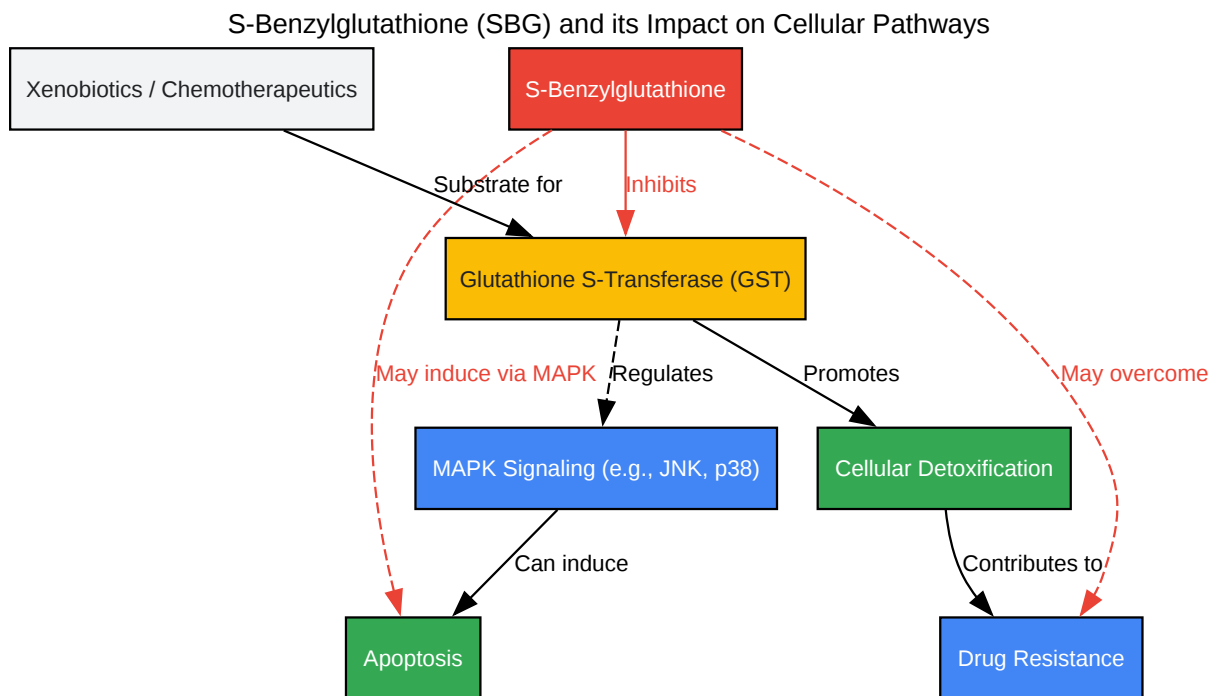 S-Benzylglutathione (SBG) and its Impact on Cellular Pathways
Xenobiotics / Chemotherapeutics
S-Benzylglutathione
Substrate for
Inhibits
Glutathione S-Transferase (GST)
May induce via MAPK
Regulates
Promotes
May overcome
MAPK Signaling (e.g., JNK, p38)
Cellular Detoxification
Can induce
Contributes to
Apoptosis
Drug Resistance